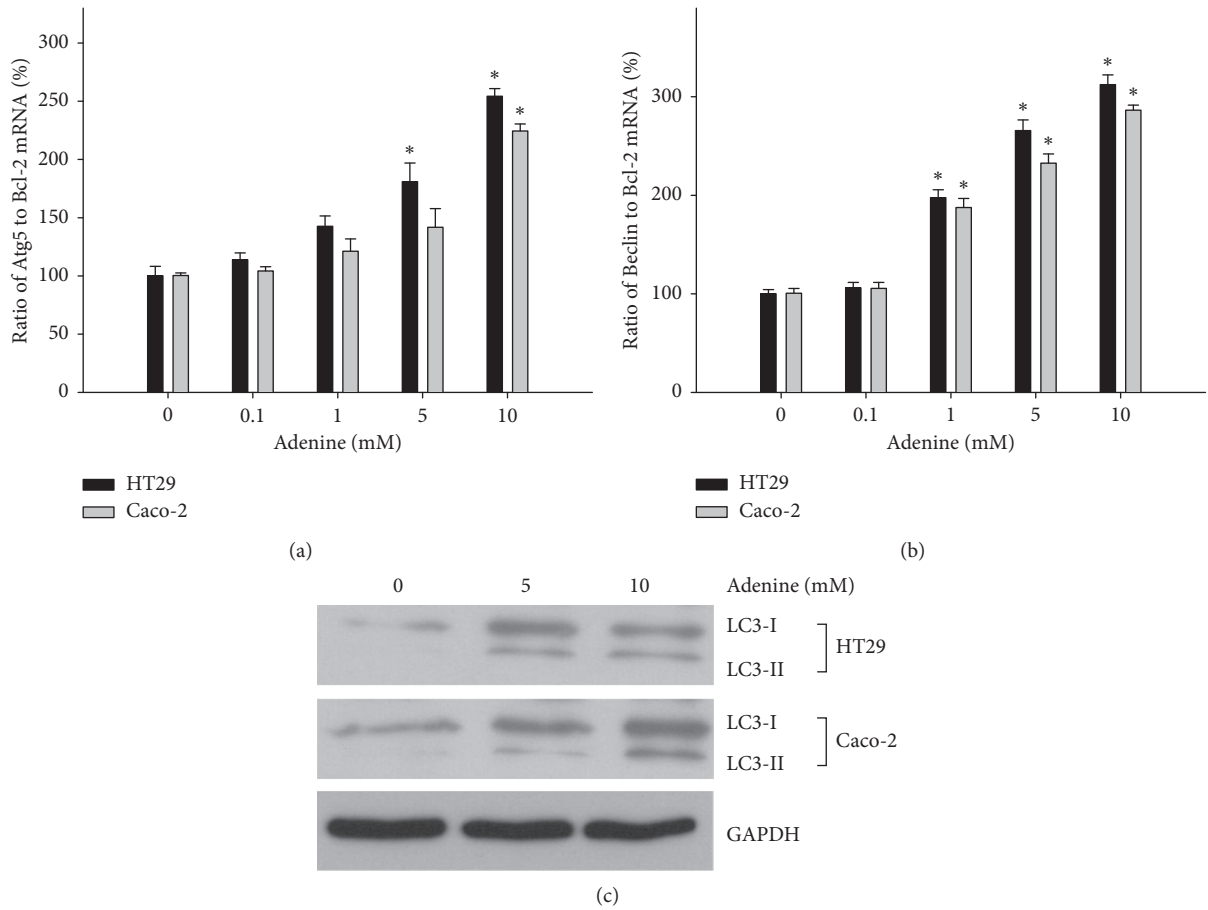 Ratio of Atg5 to Bcl-2 mRNA (%)
300
250
200
150
100
50
0
* * *
0 0.1 1 5 10
Adenine (mM)
HT29
Caco-2
(a)
Ratio of Beclin to Bcl-2 mRNA (%)
300
200
100
0
* * * * * *
0 0.1 1 5 10
Adenine (mM)
HT29
Caco-2
(b)
0 5 10 Adenine (mM)
LC3-I
LC3-II
HT29
LC3-I
LC3-II
Caco-2
GAPDH
(c)